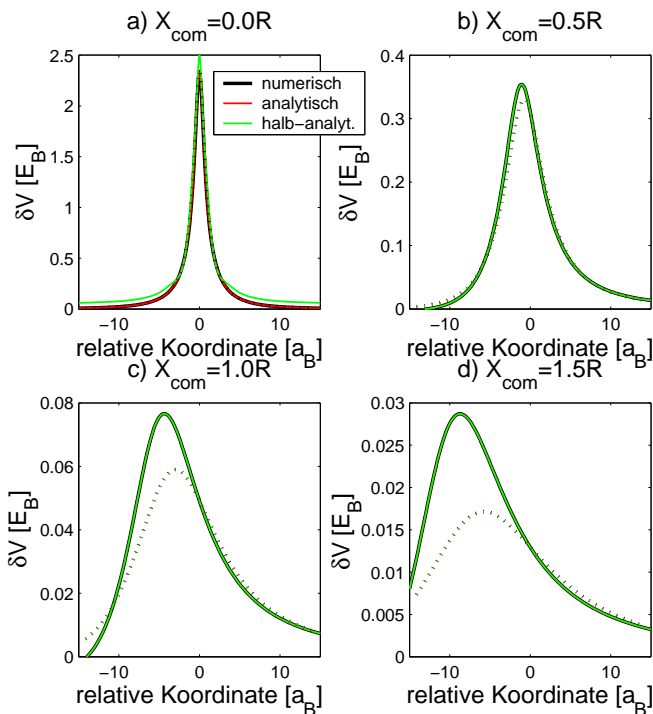 a) X_com=0.0R
2.5
2
1.5
1
0.5
0
δV [E_B]
numerisch
analytisch
halb−analyt.
−10 0 10
relative Koordinate [a_B]
b) X_com=0.5R
0.4
0.3
0.2
0.1
0
δV [E_B]
−10 0 10
relative Koordinate [a_B]
c) X_com=1.0R
0.08
0.06
0.04
0.02
0
δV [E_B]
−10 0 10
relative Koordinate [a_B]
d) X_com=1.5R
0.03
0.025
0.02
0.015
0.01
0.005
0
δV [E_B]
−10 0 10
relative Koordinate [a_B]